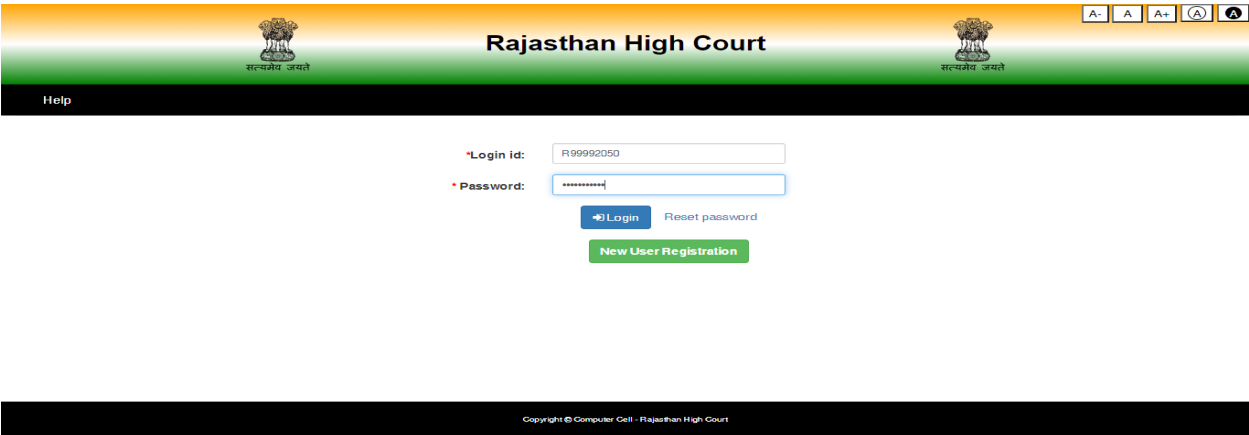 A- A A+ A A
Rajasthan High Court
सत्यमेव जयते सत्यमेव जयते
Help
*Login id: R99992050
* Password: •••••••••••
Login Reset password
New User Registration
Copyright © Computer Cell - Rajasthan High Court